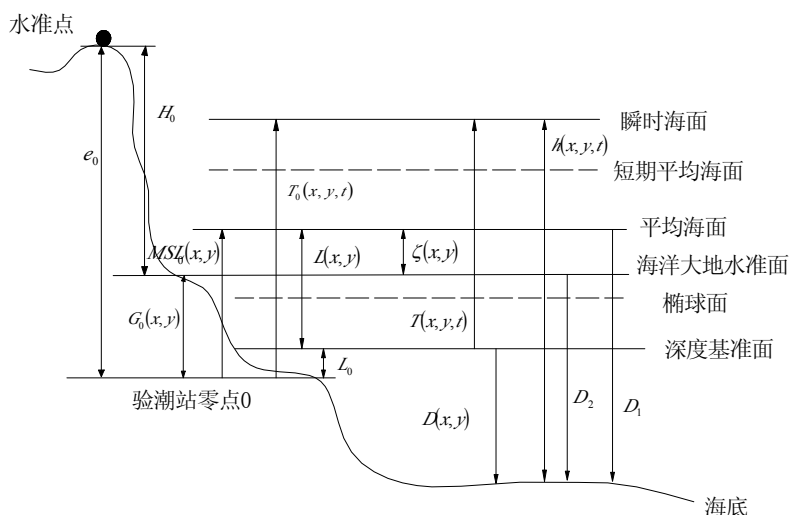 水准点
H₀
瞬时海面
e₀
h(x, y, t)
短期平均海面
T₀(x, y, t)
平均海面
MSL₀(x, y)
L(x, y)
ζ(x, y)
海洋大地水准面
椭球面
G₀(x, y)
T(x, y, t)
深度基准面
L₀
验潮站零点0
D(x, y)
D₂
D₁
海底